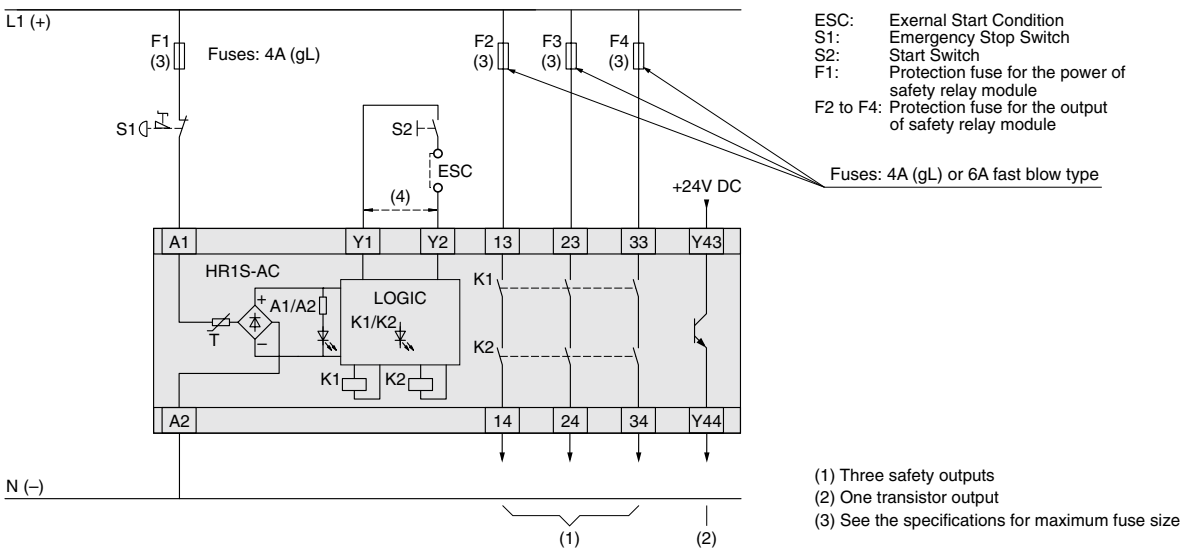 L1 (+)
F1
(3)
Fuses: 4A (gL)
F2
(3)
F3
(3)
F4
(3)
ESC: Exernal Start Condition
S1: Emergency Stop Switch
S2: Start Switch
F1: Protection fuse for the power of
safety relay module
F2 to F4: Protection fuse for the output
of safety relay module
Fuses: 4A (gL) or 6A fast blow type
S1
S2
ESC
(4)
+24V DC
A1 Y1 Y2 13 23 33 Y43
HR1S-AC
+
A1/A2
LOGIC
K1/K2
T
–
K1
K2
K1
K2
A2 14 24 34 Y44
N (–)
(1)
(2)
(1) Three safety outputs
(2) One transistor output
(3) See the specifications for maximum fuse size